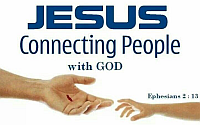 JESUS
Connecting People
with GOD
Ephesians 2 : 13